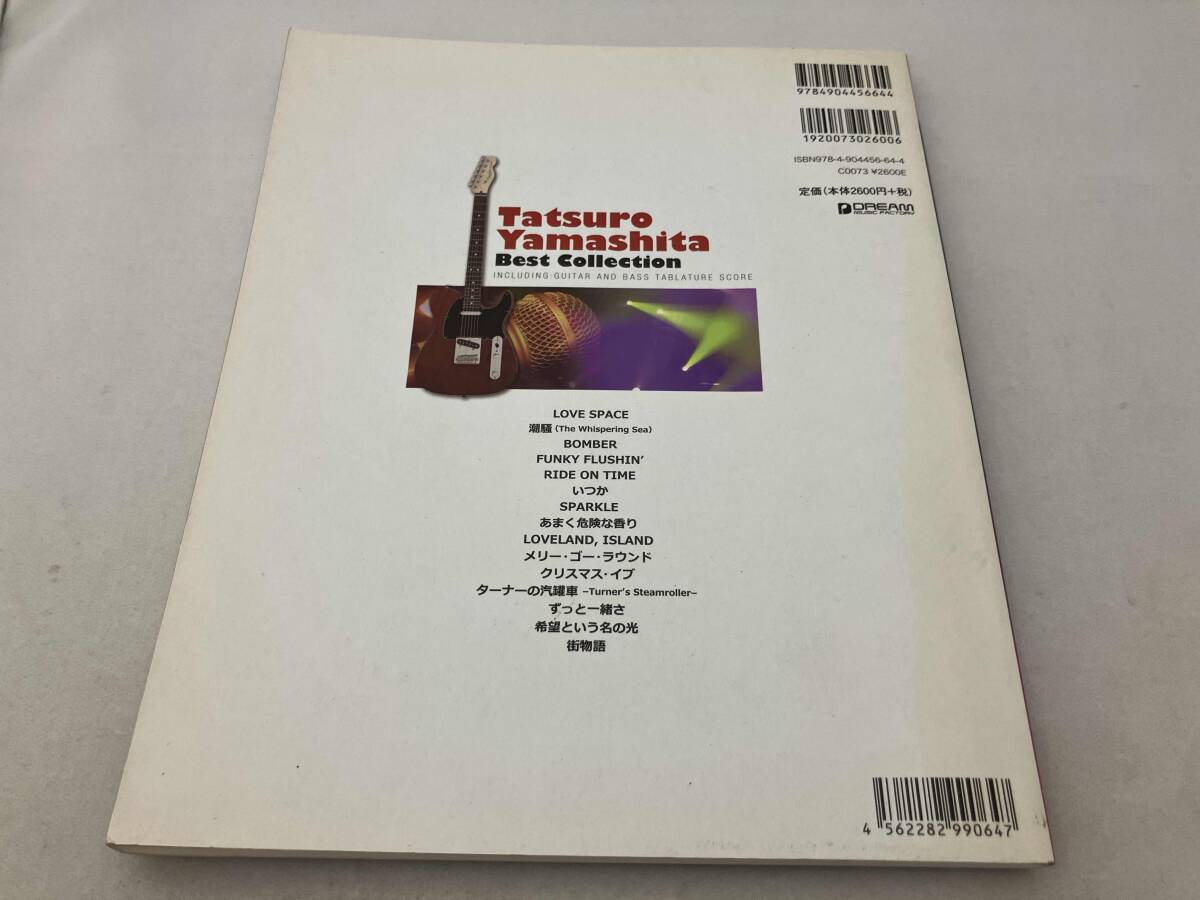 9784904456644
1920073026006
ISBN978-4-904456-64-4
C0073 ¥2600E
定価(本体2600円+税)
DREAM
MUSIC FACTORY
Tatsuro
Yamashita
Best Collection
INCLUDING:GUITAR AND BASS TABLATURE SCORE
LOVE SPACE
潮騒(The Whispering Sea)
BOMBER
FUNKY FLUSHIN'
RIDE ON TIME
いつか
SPARKLE
あまく危険な香り
LOVELAND, ISLAND
メリー・ゴー・ラウンド
クリスマス・イブ
ターナーの汽罐車 –Turner's Steamroller–
ずっと一緒さ
希望という名の光
街物語
4 562282 990647